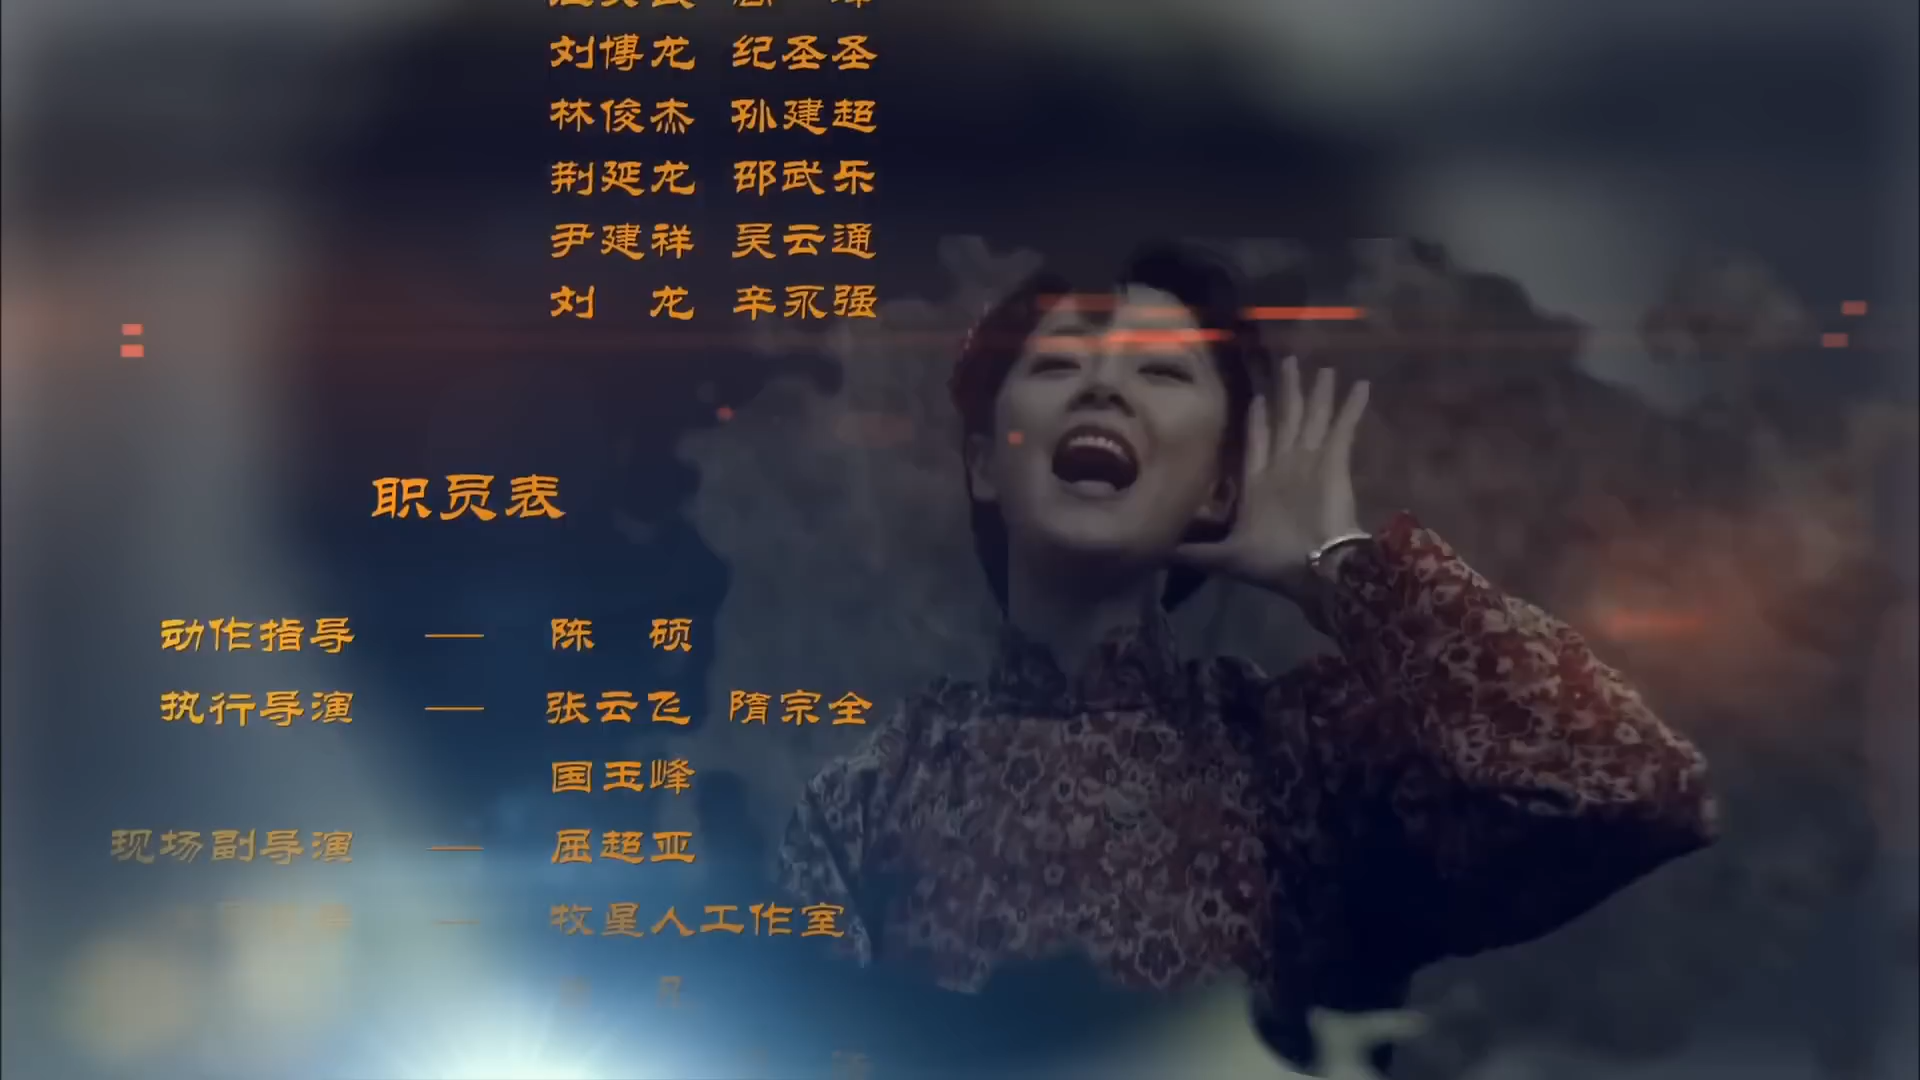 刘博龙 纪圣圣
林俊杰 孙建超
荆延龙 邵武乐
尹建祥 吴云通
刘 龙 辛永强
职员表
动作指导 —— 陈 硕
执行导演 —— 张云飞 隋宗全
国玉峰
现场副导演 —— 屈超亚
—— 牧星人工作室